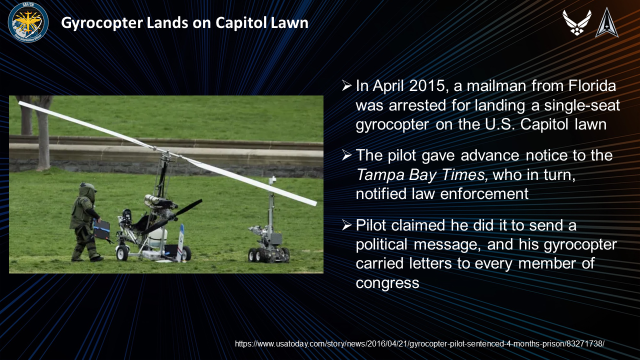 Gyrocopter Lands on Capitol Lawn
➢ In April 2015, a mailman from Florida
was arrested for landing a single-seat
gyrocopter on the U.S. Capitol lawn
➢ The pilot gave advance notice to the
Tampa Bay Times, who in turn,
notified law enforcement
➢ Pilot claimed he did it to send a
political message, and his gyrocopter
carried letters to every member of
congress
https://www.usatoday.com/story/news/2016/04/21/gyrocopter-pilot-sentenced-4-months-prison/83271738/